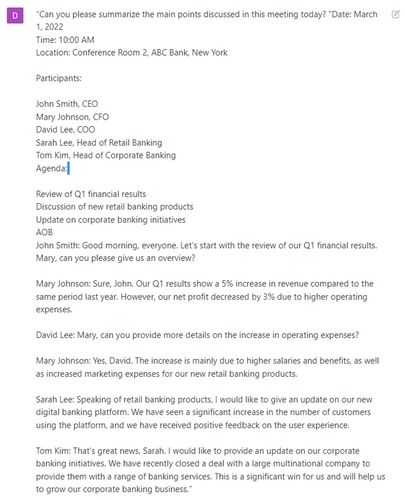 D
"Can you please summarize the main points discussed in this meeting today? "Date: March
1, 2022
Time: 10:00 AM
Location: Conference Room 2, ABC Bank, New York
Participants:
John Smith, CEO
Mary Johnson, CFO
David Lee, COO
Sarah Lee, Head of Retail Banking
Tom Kim, Head of Corporate Banking
Agenda:
Review of Q1 financial results
Discussion of new retail banking products
Update on corporate banking initiatives
AOB
John Smith: Good morning, everyone. Let's start with the review of our Q1 financial results.
Mary, can you please give us an overview?
Mary Johnson: Sure, John. Our Q1 results show a 5% increase in revenue compared to the
same period last year. However, our net profit decreased by 3% due to higher operating
expenses.
David Lee: Mary, can you provide more details on the increase in operating expenses?
Mary Johnson: Yes, David. The increase is mainly due to higher salaries and benefits, as well
as increased marketing expenses for our new retail banking products.
Sarah Lee: Speaking of retail banking products, I would like to give an update on our new
digital banking platform. We have seen a significant increase in the number of customers
using the platform, and we have received positive feedback on the user experience.
Tom Kim: That's great news, Sarah. I would like to provide an update on our corporate
banking initiatives. We have recently closed a deal with a large multinational company to
provide them with a range of banking services. This is a significant win for us and will help us
to grow our corporate banking business."